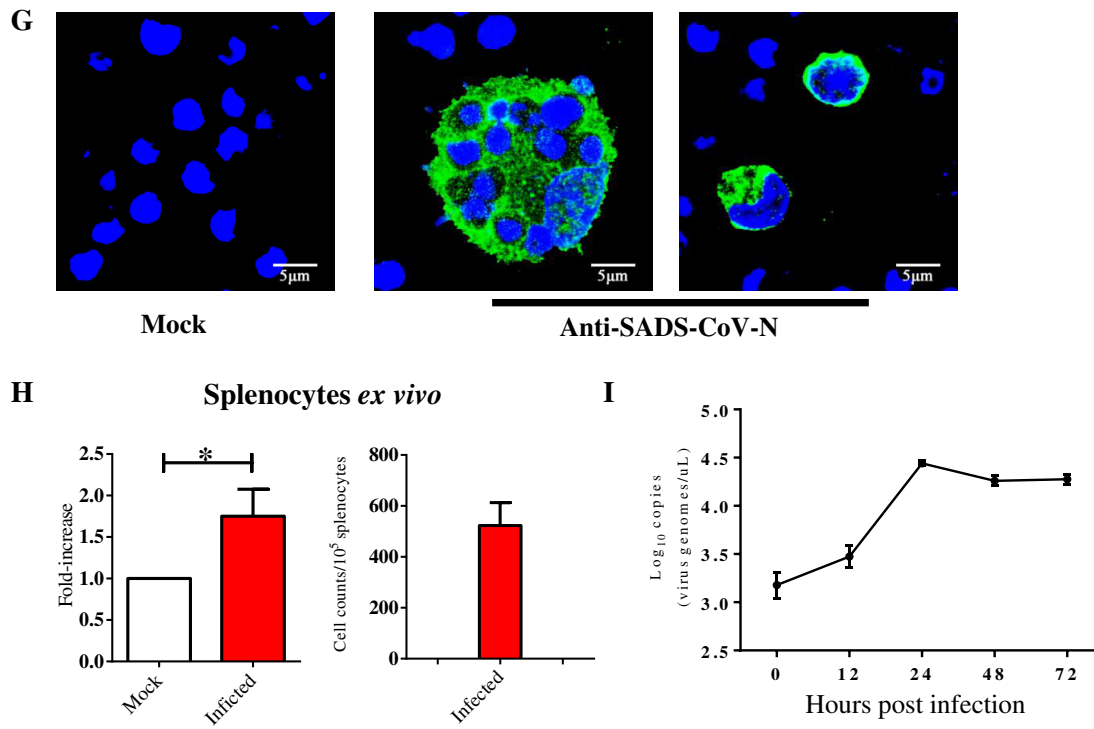 G
5μm
5μm
5μm
Mock
Anti-SADS-CoV-N
H
Splenocytes ex vivo
Fold-increase
2.5
2.0
1.5
1.0
0.5
0.0
*
Mock
Inficted
Cell counts/10⁵ splenocytes
800
600
400
200
0
Infected
I
Log₁₀ copies
(virus genomes/uL)
5.0
4.5
4.0
3.5
3.0
2.5
0 12 24 48 72
Hours post infection